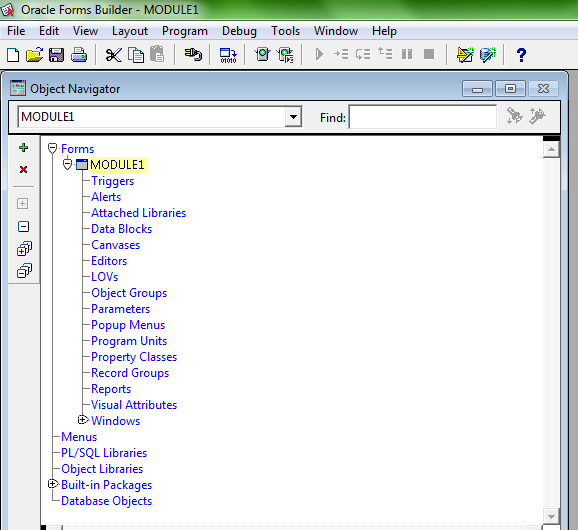 Oracle Forms Builder - MODULE1
File Edit View Layout Program Debug Tools Window Help
Object Navigator
MODULE1 Find:
Forms
MODULE1
Triggers
Alerts
Attached Libraries
Data Blocks
Canvases
Editors
LOVs
Object Groups
Parameters
Popup Menus
Program Units
Property Classes
Record Groups
Reports
Visual Attributes
Windows
Menus
PL/SQL Libraries
Object Libraries
Built-in Packages
Database Objects